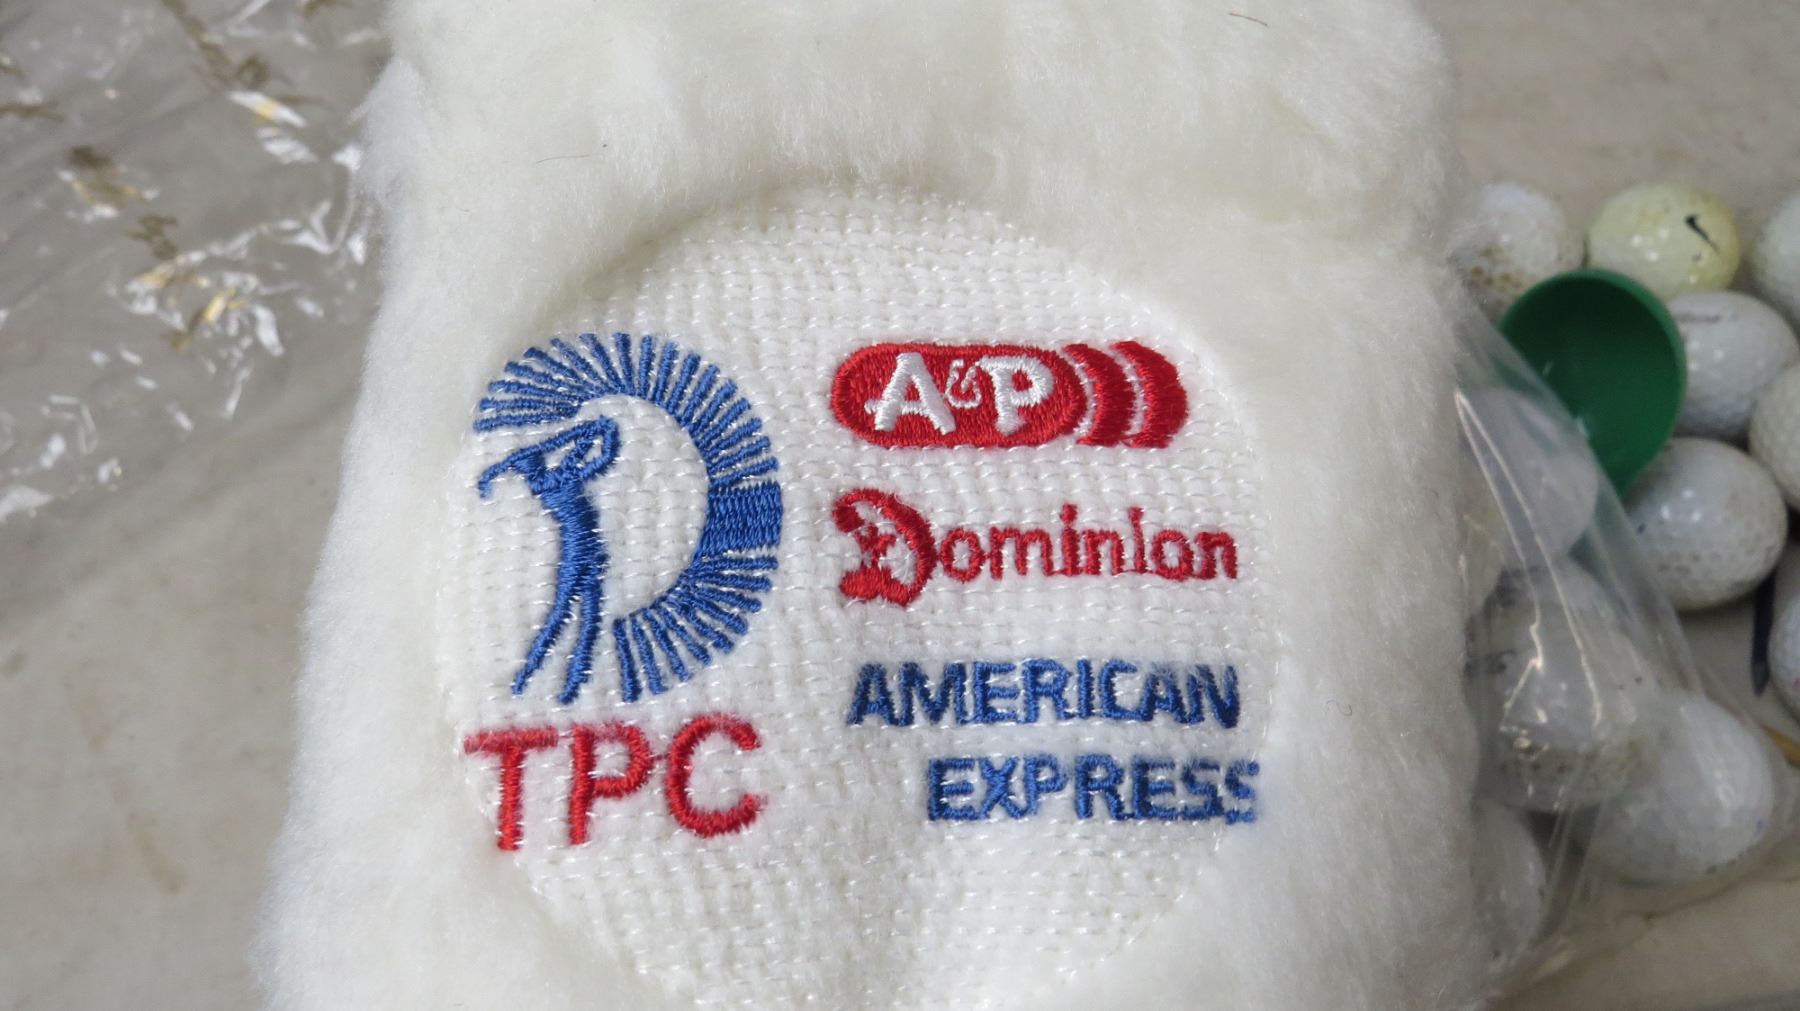 TPC
A&P
Dominion
AMERICAN
EXPRESS